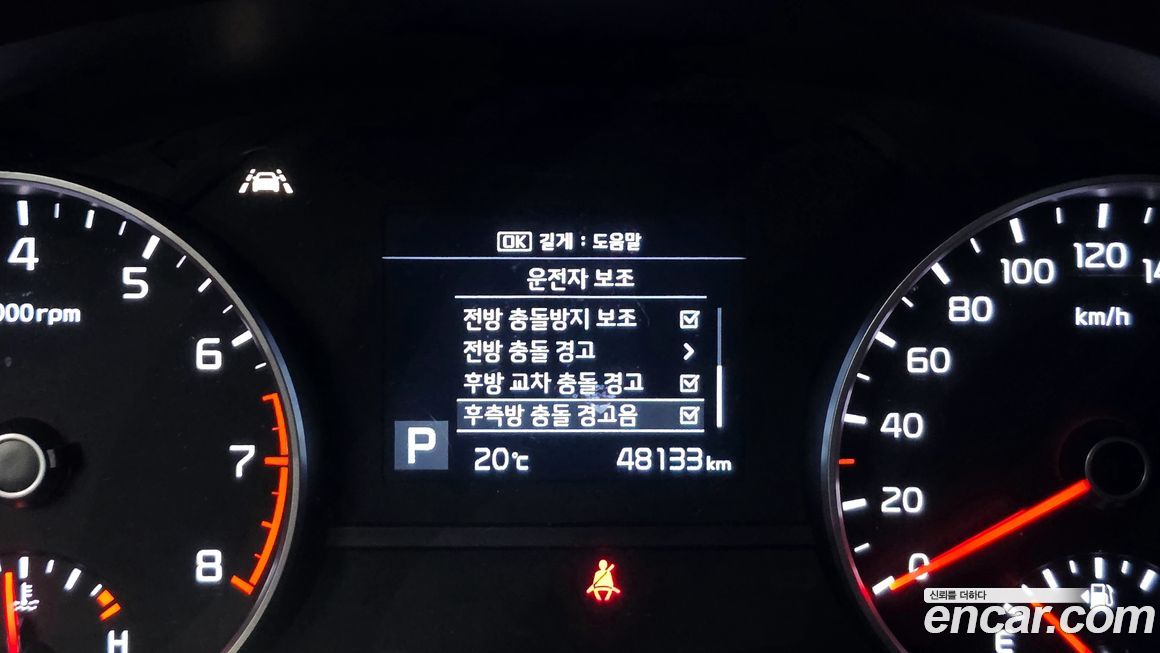 OK 길게 : 도움말
운전자 보조
전방 충돌방지 보조
전방 충돌 경고
후방 교차 충돌 경고
후측방 충돌 경고음
P
20℃
48133km
4
5
6
7
8
000rpm
H
0
20
40
60
80
100
120
14
km/h
E
신뢰를 더하다
encar.com